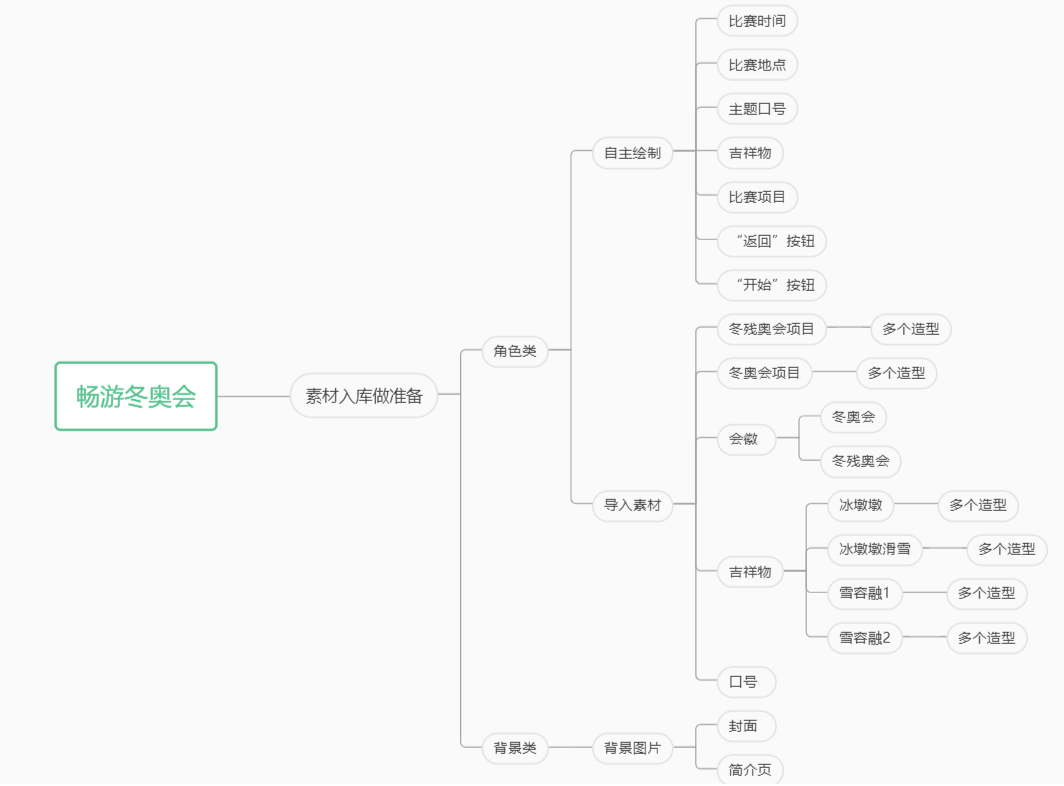 畅游冬奥会
素材入库做准备
角色类
自主绘制
比赛时间
比赛地点
主题口号
吉祥物
比赛项目
“返回”按钮
“开始”按钮
导入素材
冬残奥会项目
多个造型
冬奥会项目
多个造型
会徽
冬奥会
冬残奥会
吉祥物
冰墩墩
多个造型
冰墩墩滑雪
多个造型
雪容融1
多个造型
雪容融2
多个造型
口号
背景类
背景图片
封面
简介页